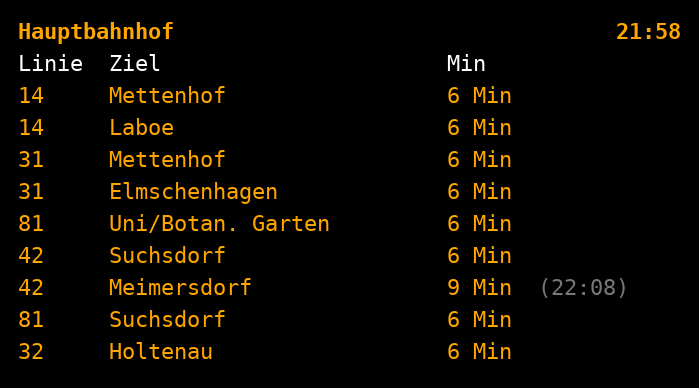 Hauptbahnhof 21:58
Linie Ziel Min
14 Mettenhof 6 Min
14 Laboe 6 Min
31 Mettenhof 6 Min
31 Elmschenhagen 6 Min
81 Uni/Botan. Garten 6 Min
42 Suchsdorf 6 Min
42 Meimersdorf 9 Min (22:08)
81 Suchsdorf 6 Min
32 Holtenau 6 Min